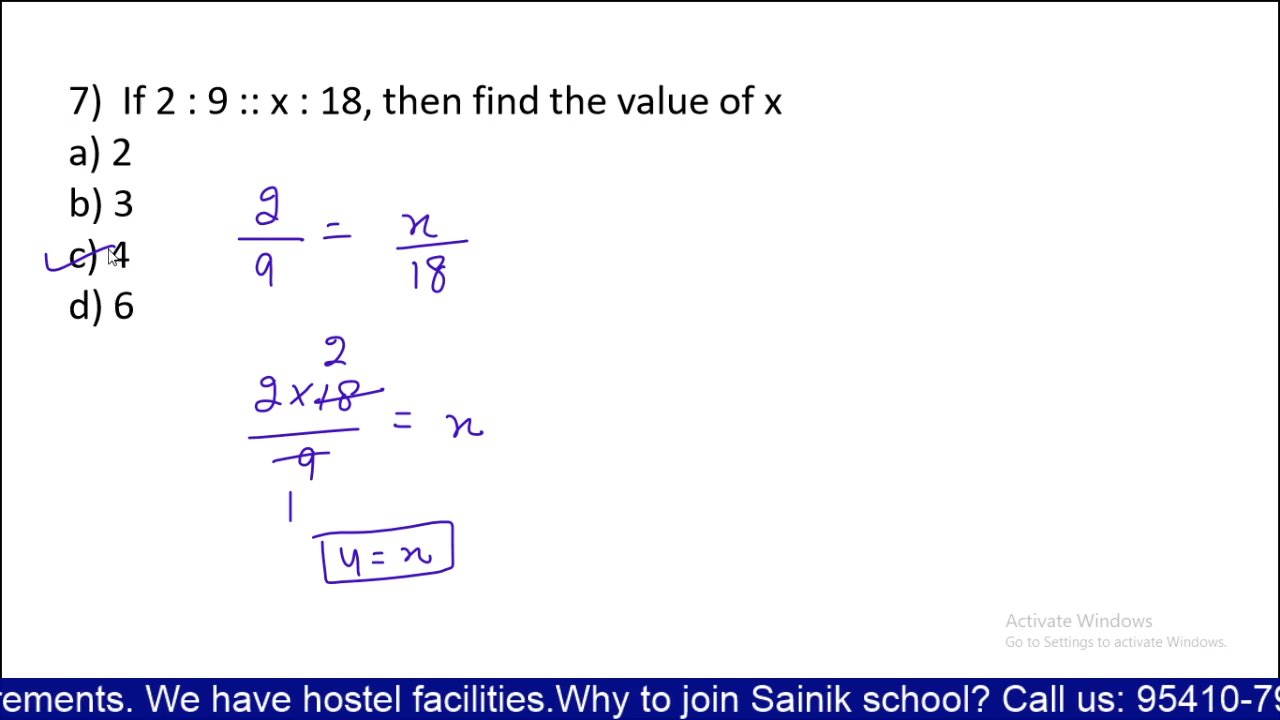 7) If 2 : 9 :: x : 18, then find the value of x
a) 2
b) 3
c) 4
d) 6
2/9 = x/18
2
2 × 18 / 9 = x
1
4 = x
Activate Windows
Go to Settings to activate Windows.
rements. We have hostel facilities.Why to join Sainik school? Call us: 95410-79